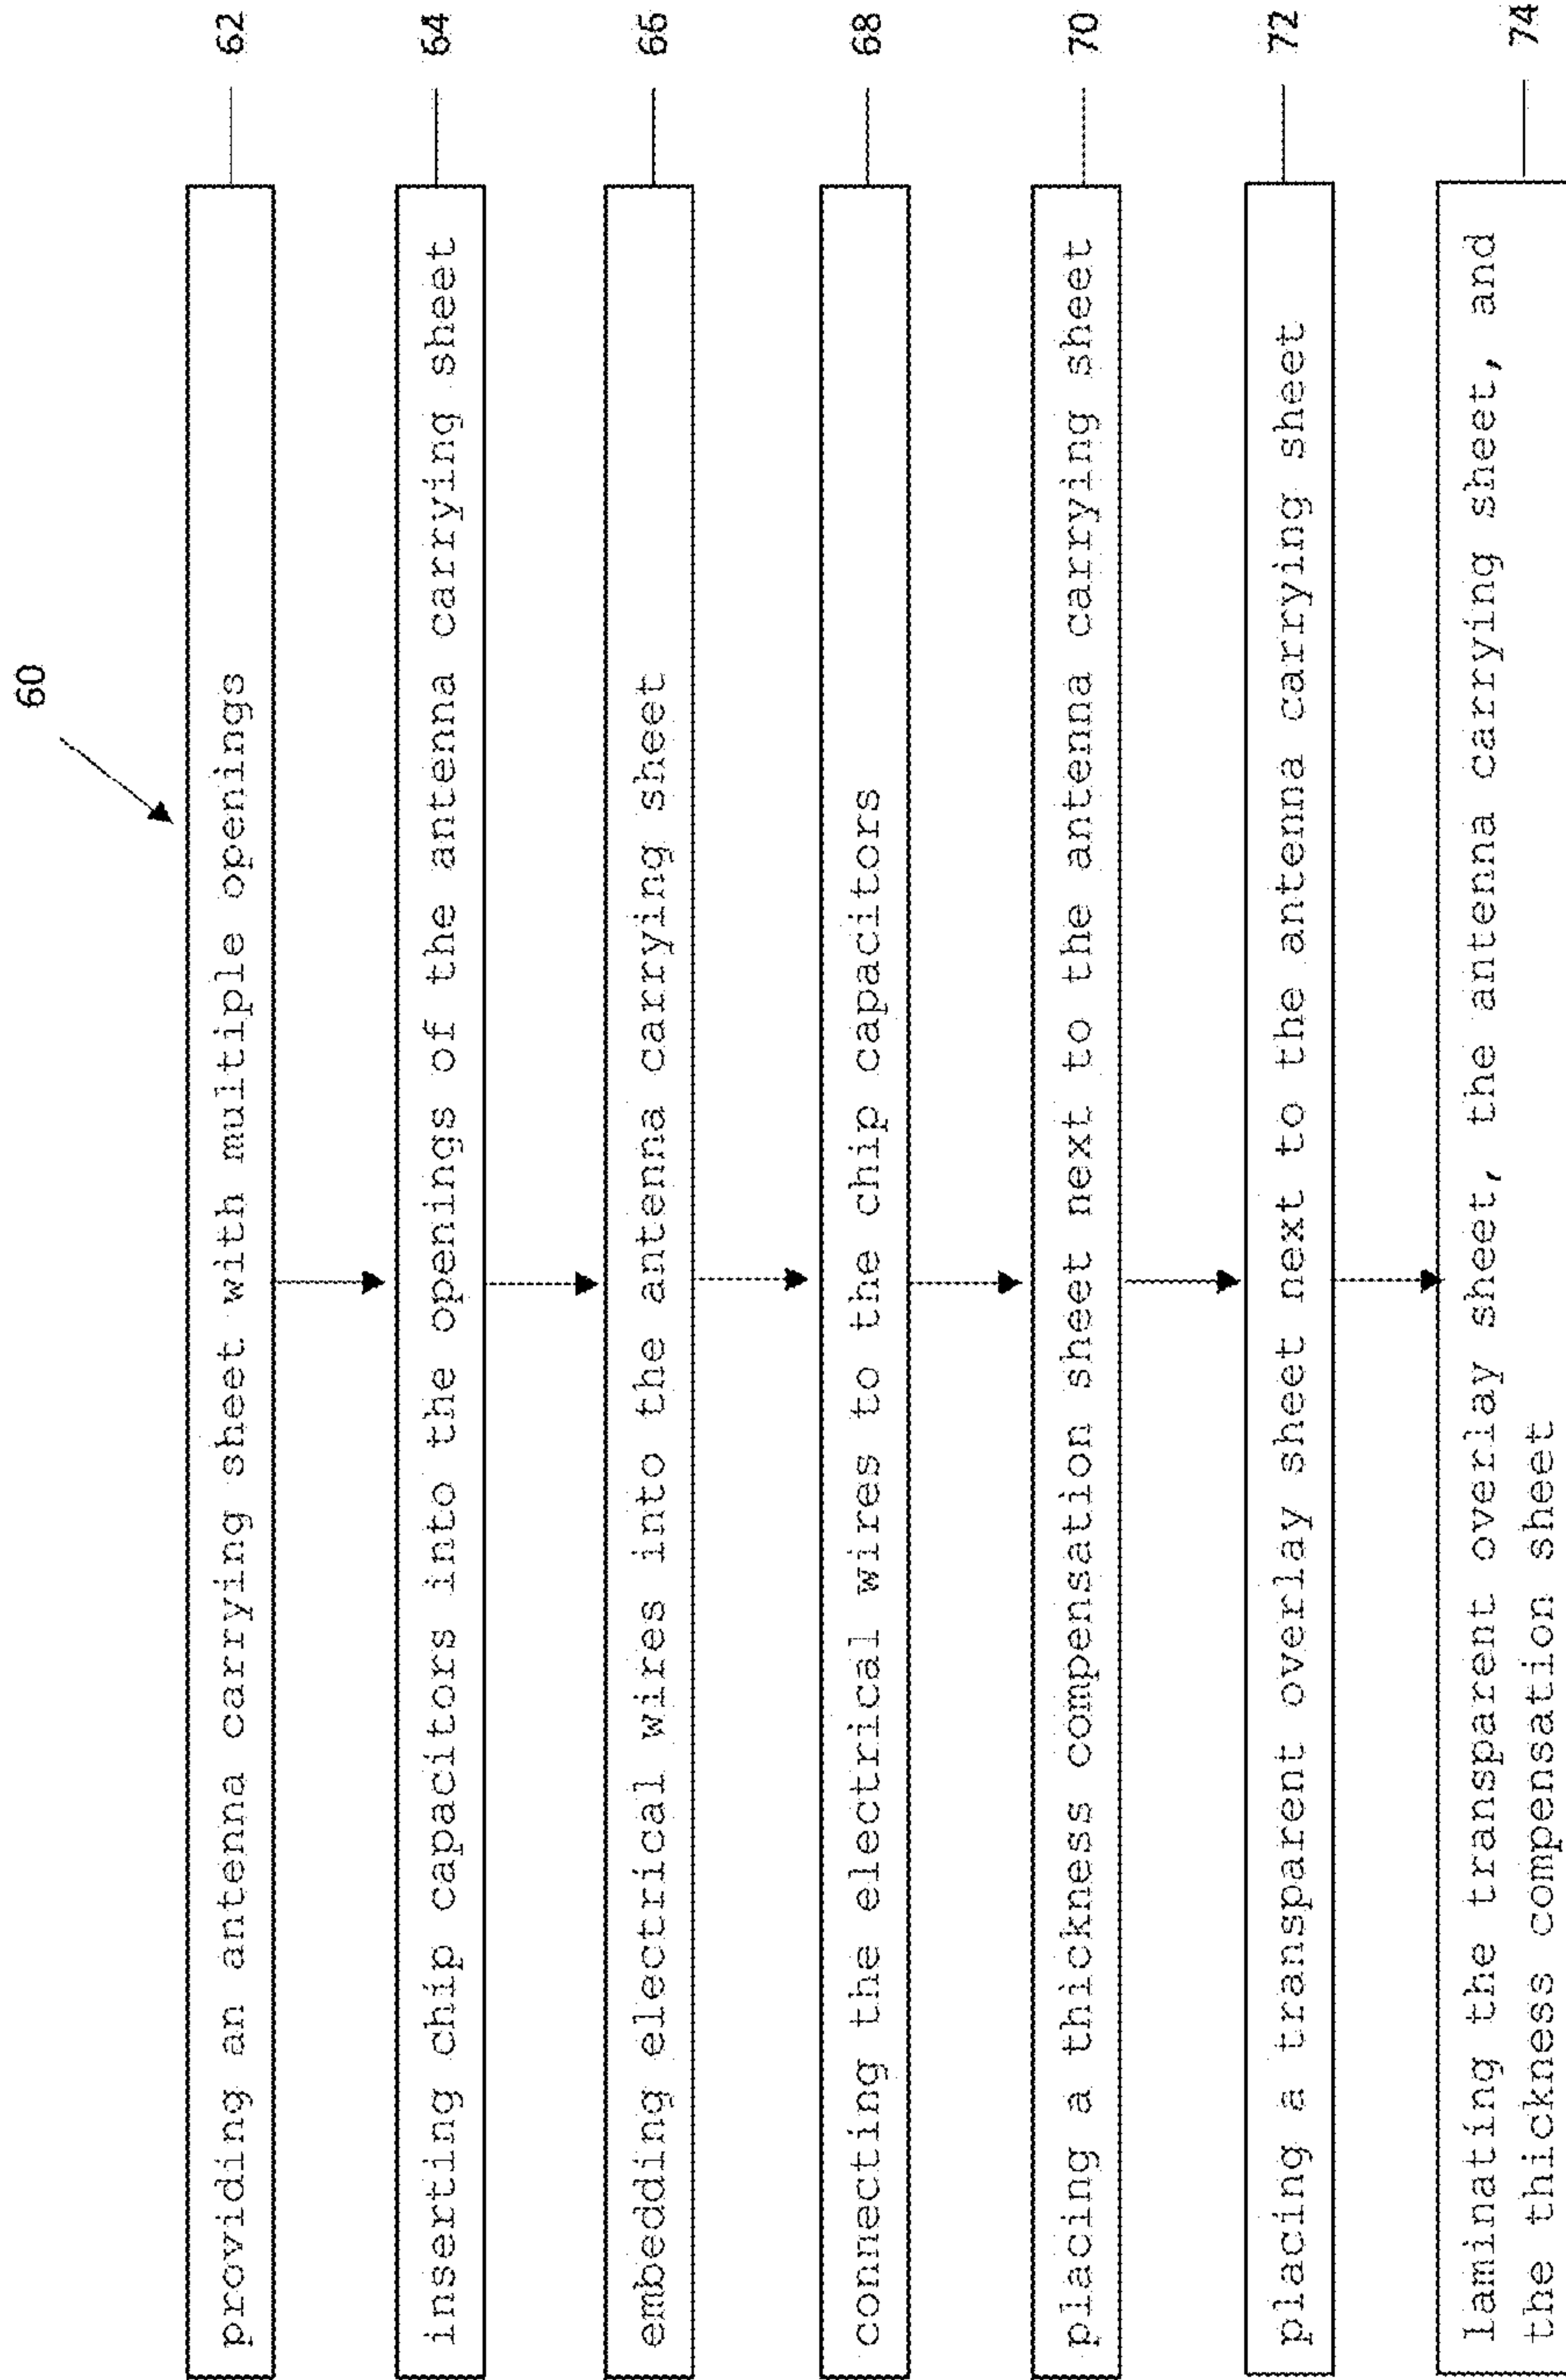 60
providing an antenna carrying sheet with multiple openings
62
inserting chip capacitors into the openings of the antenna carrying sheet
64
embedding electrical wires into the antenna carrying sheet
66
connecting the electrical wires to the chip capacitors
68
placing a thickness compensation sheet next to the antenna carrying sheet
70
placing a transparent overlay sheet next to the antenna carrying sheet
72
laminating the transparent overlay sheet, the antenna carrying sheet, and
the thickness compensation sheet
74